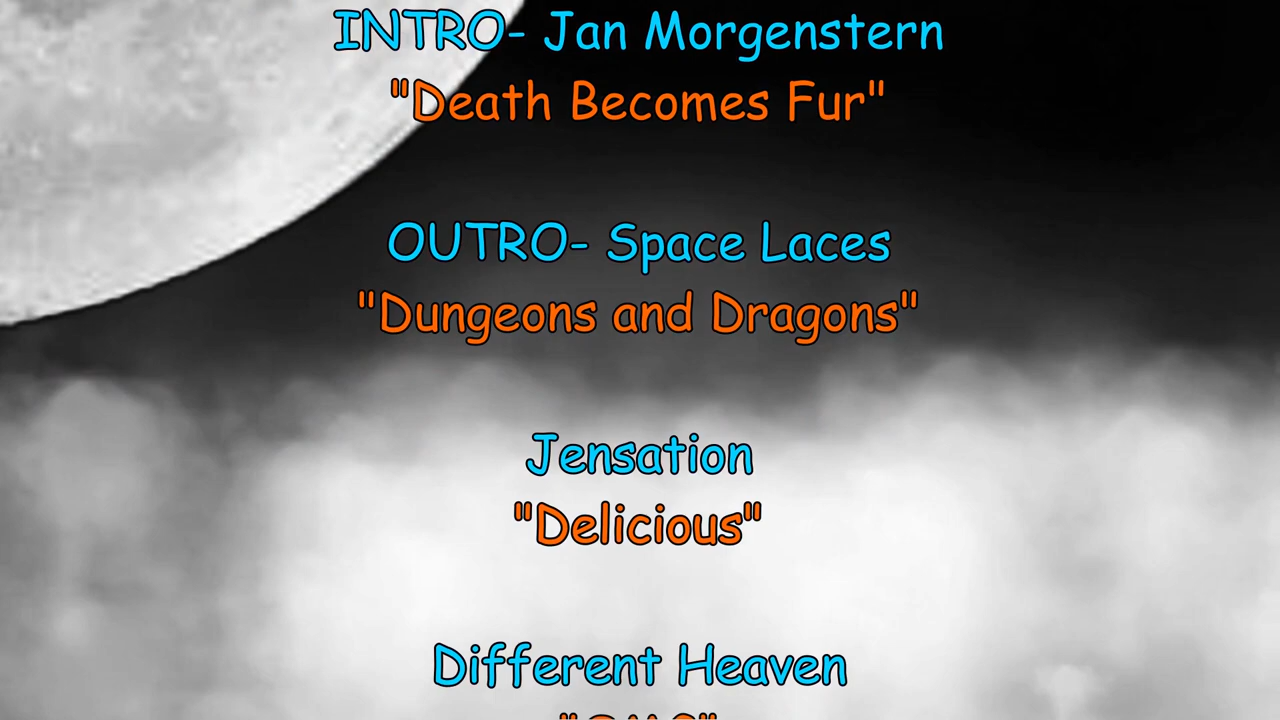 INTRO- Jan Morgenstern
"Death Becomes Fur"
OUTRO- Space Laces
"Dungeons and Dragons"
Jensation
"Delicious"
Different Heaven